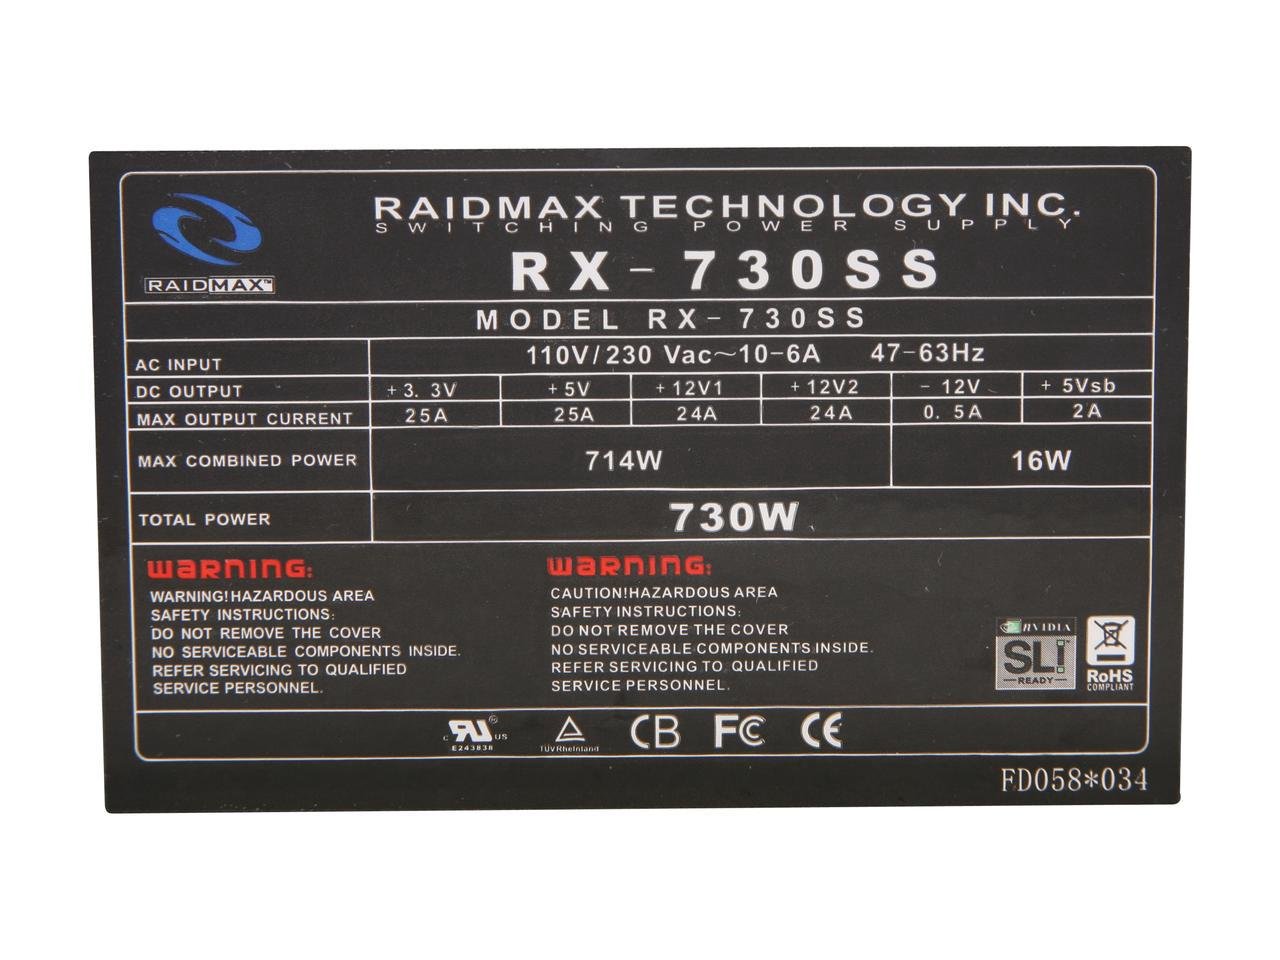 RAIDMAX TECHNOLOGY INC.
SWITCHING POWER SUPPLY
RAIDMAX™
RX-730SS
MODEL RX-730SS
AC INPUT 110V/230 Vac~10-6A 47-63Hz
DC OUTPUT +3.3V +5V +12V1 +12V2 -12V +5Vsb
MAX OUTPUT CURRENT 25A 25A 24A 24A 0.5A 2A
MAX COMBINED POWER 714W 16W
TOTAL POWER 730W
WARNING:
WARNING!HAZARDOUS AREA
SAFETY INSTRUCTIONS:
DO NOT REMOVE THE COVER
NO SERVICEABLE COMPONENTS INSIDE.
REFER SERVICING TO QUALIFIED
SERVICE PERSONNEL.
WARNING:
CAUTION!HAZARDOUS AREA
SAFETY INSTRUCTIONS:
DO NOT REMOVE THE COVER
NO SERVICEABLE COMPONENTS INSIDE.
REFER SERVICING TO QUALIFIED
SERVICE PERSONNEL.
NVIDIA
SLI
READY
RoHS
COMPLIANT
c RU® US
E243838
TÜVRheinland
CB FC CE
FD058*034